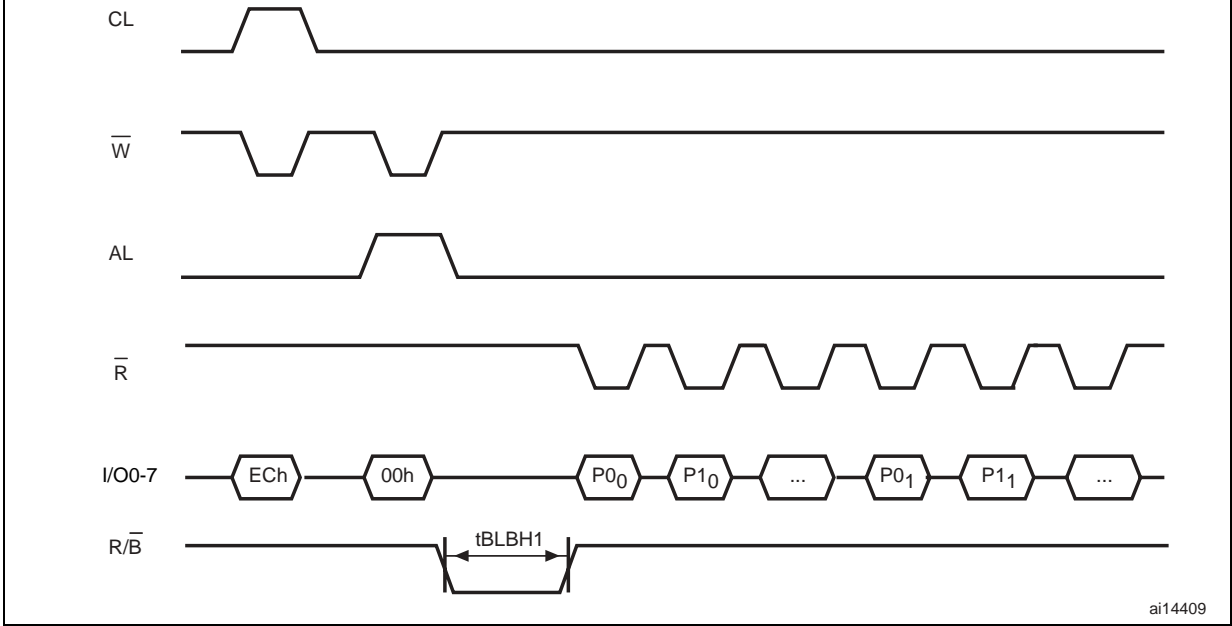 CL
W̅
AL
R̅
I/O0-7 ECh 00h P0₀ P1₀ ... P0₁ P1₁ ...
R/B̅ tBLBH1
ai14409